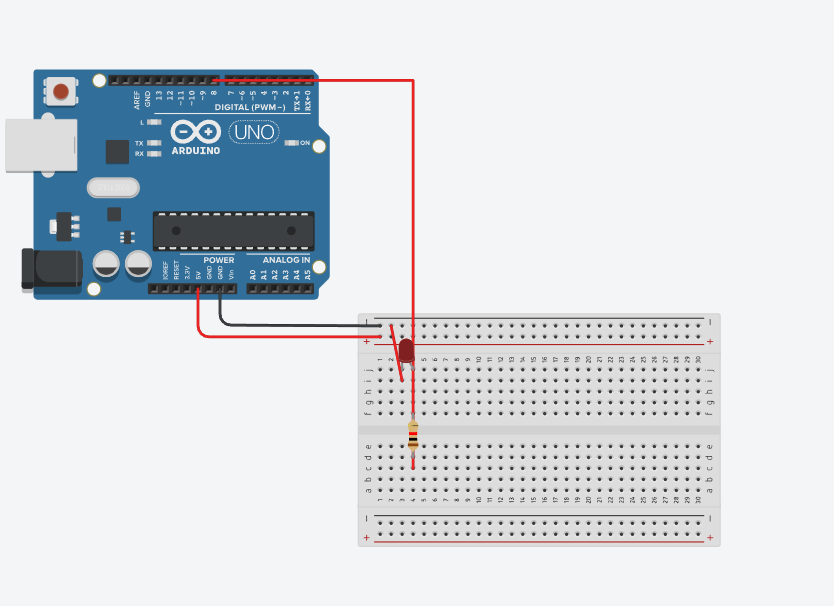 AREF GND 13 12 ~11 ~10 ~9 8 7 ~6 ~5 4 ~3 2 TX→1 RX←0
DIGITAL (PWM~)
L
TX
RX
UNO
ON
ARDUINO
POWER ANALOG IN
IOREF RESET 3.3V 5V GND GND Vin A0 A1 A2 A3 A4 A5
− −
+ +
1 2 4 5 6 7 8 9 10 11 12 13 14 15 16 17 18 19 20 21 22 23 24 25 26 27 28 29 30
j j
i i
h h
g g
f f
e e
d d
c c
b b
a a
1 2 3 4 5 6 7 8 9 10 11 12 13 14 15 16 17 18 19 20 21 22 23 24 25 26 27 28 29 30
− −
+ +